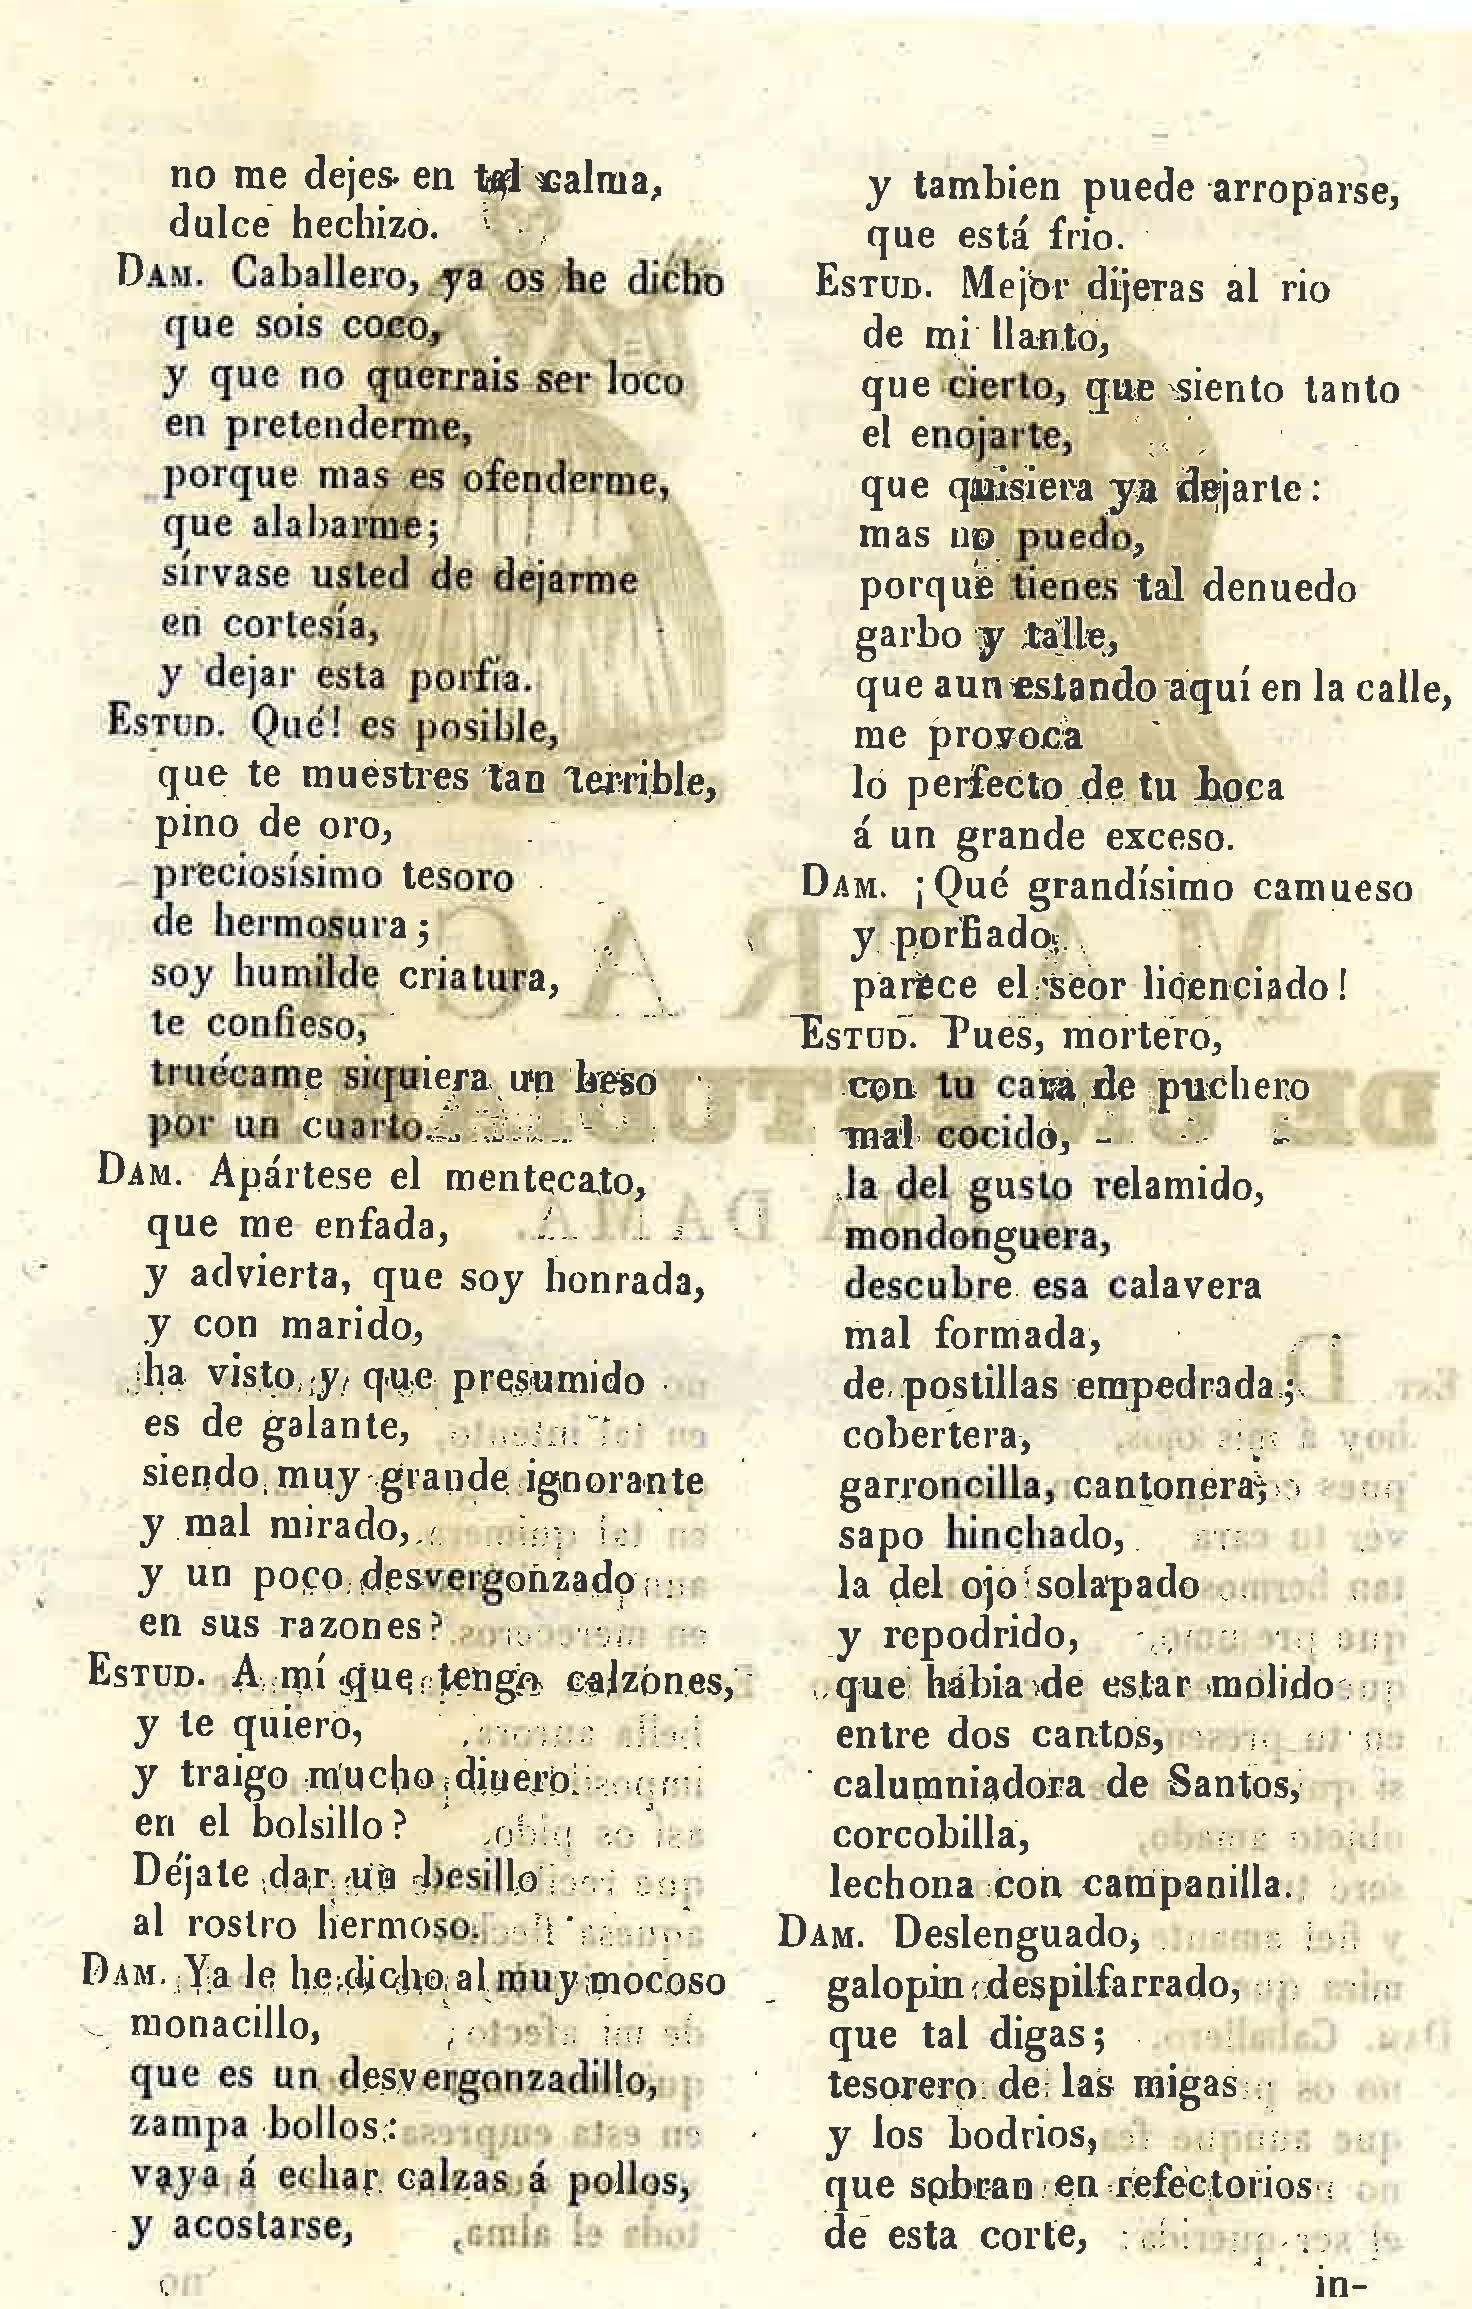 no me dejes en tal calma,
dulce hechizo.
DAM. Caballero, ya os he dicho
que sois coco,
y que no querrais ser loco
en pretenderme,
porque mas es ofenderme,
que alabarme;
sírvase usted de dejarme
en cortesía,
y dejar esta porfía.
ESTUD. Qué! es posible,
que te muestres tan terrible,
pino de oro,
preciosísimo tesoro
de hermosura;
soy humilde criatura,
te confieso,
truécame siquiera un beso
por un cuarto.
DAM. Apártese el mentecato,
que me enfada,
y advierta, que soy honrada,
y con marido,
ha visto y que presumido
es de galante,
siendo muy grande ignorante
y mal mirado,
y un poco desvergonzado
en sus razones?
ESTUD. A mí que tengo calzones,
y te quiero,
y traigo mucho dinero
en el bolsillo?
Déjate dar un besillo
al rostro hermoso.
DAM. Ya le he dicho al muy mocoso
monacillo,
que es un desvergonzadillo,
zampa bollos:
vaya á echar calzas á pollos,
y acostarse,
y tambien puede arroparse,
que está frio.
ESTUD. Mejor dijeras al rio
de mi llanto,
que cierto, que siento tanto
el enojarte,
que quisiera ya dejarte:
mas no puedo,
porque tienes tal denuedo
garbo y talle,
que aun estando aquí en la calle,
me provoca
lo perfecto de tu boca
á un grande exceso.
DAM. ¡Qué grandísimo camueso
y porfiado,
parece el seor licenciado!
ESTUD. Pues, mortero,
con tu cara de puchero
mal cocido,
la del gusto relamido,
mondonguera,
descubre esa calavera
mal formada,
de postillas empedrada;
cobertera,
garroncilla, cantonera,
sapo hinchado,
la del ojo solapado
y repodrido,
que habia de estar molido
entre dos cantos,
calumniadora de Santos,
corcobilla,
lechona con campanilla.
DAM. Deslenguado,
galopin despilfarrado,
que tal digas;
tesorero de las migas
y los bodrios,
que sobran en refectorios
de esta corte,
in-